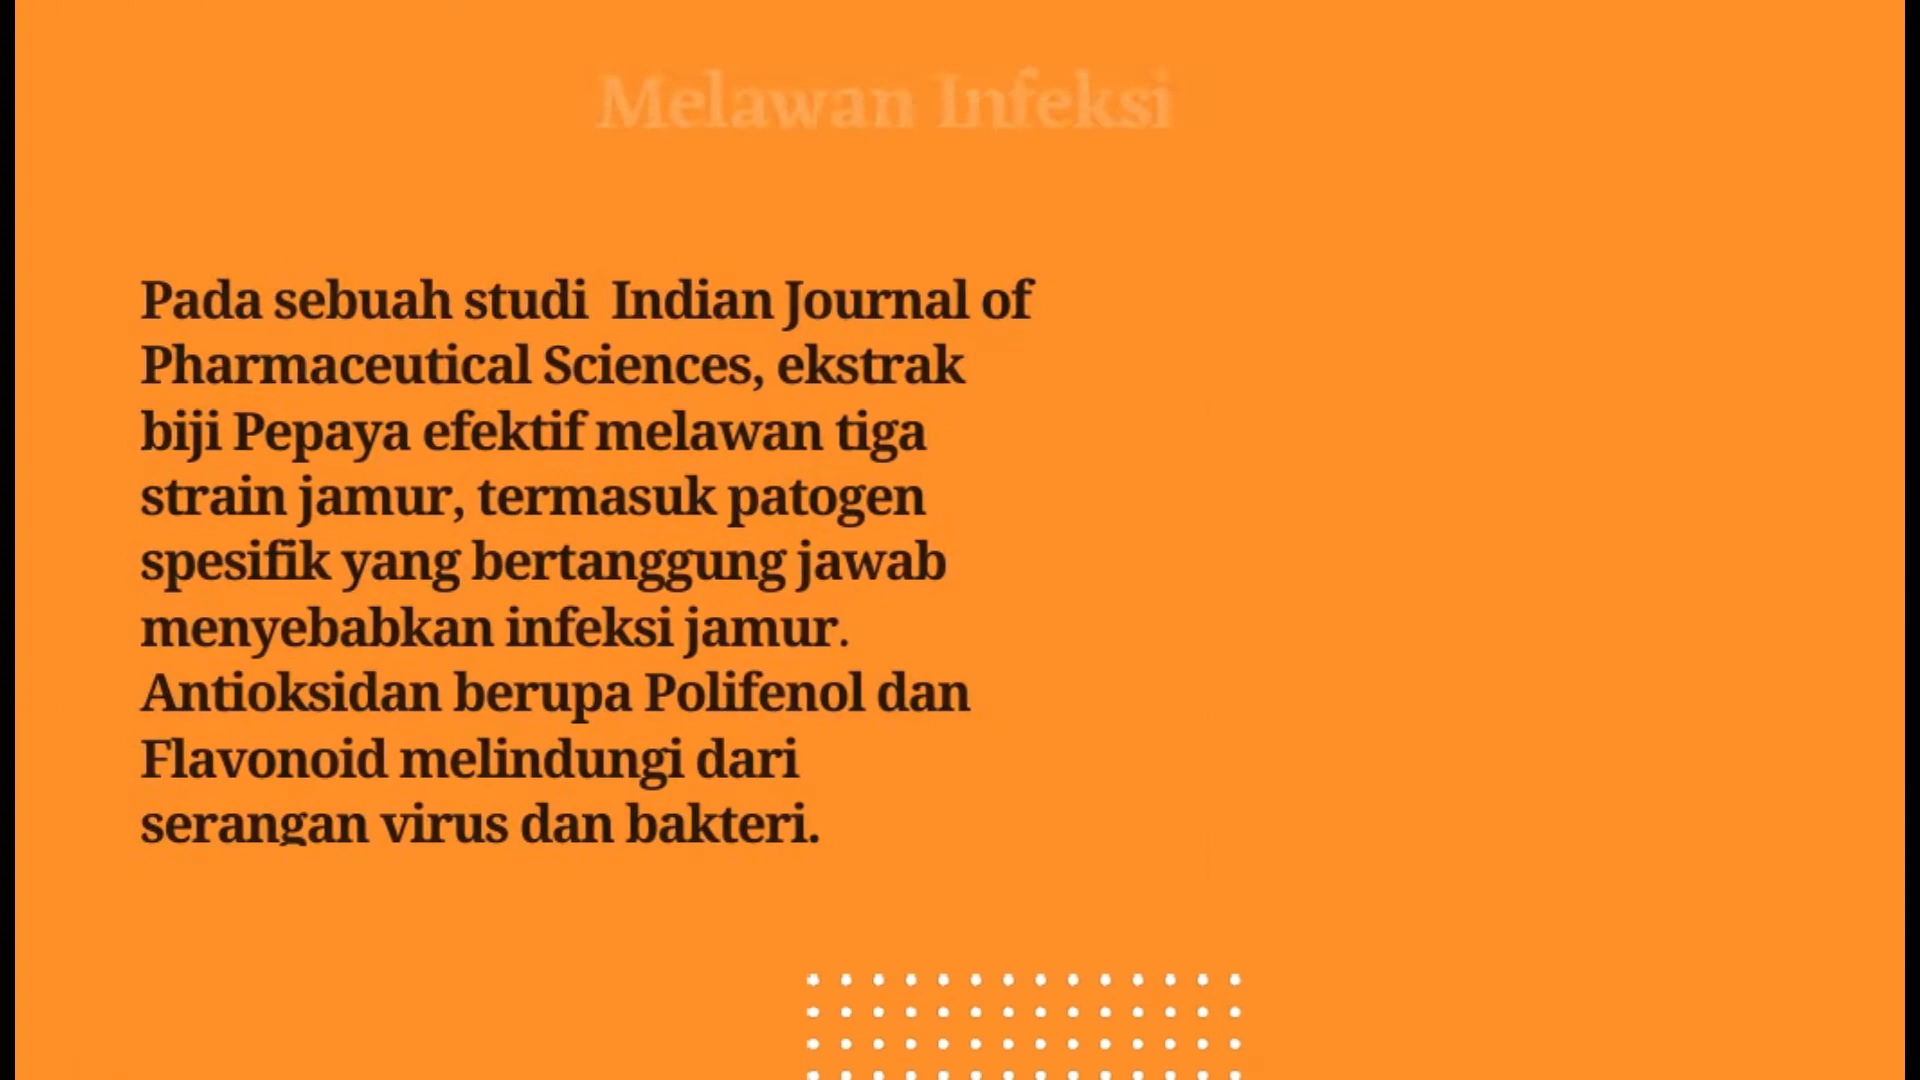 Melawan Infeksi
Pada sebuah studi  Indian Journal of
Pharmaceutical Sciences, ekstrak
biji Pepaya efektif melawan tiga
strain jamur, termasuk patogen
spesifik yang bertanggung jawab
menyebabkan infeksi jamur.
Antioksidan berupa Polifenol dan
Flavonoid melindungi dari
serangan virus dan bakteri.